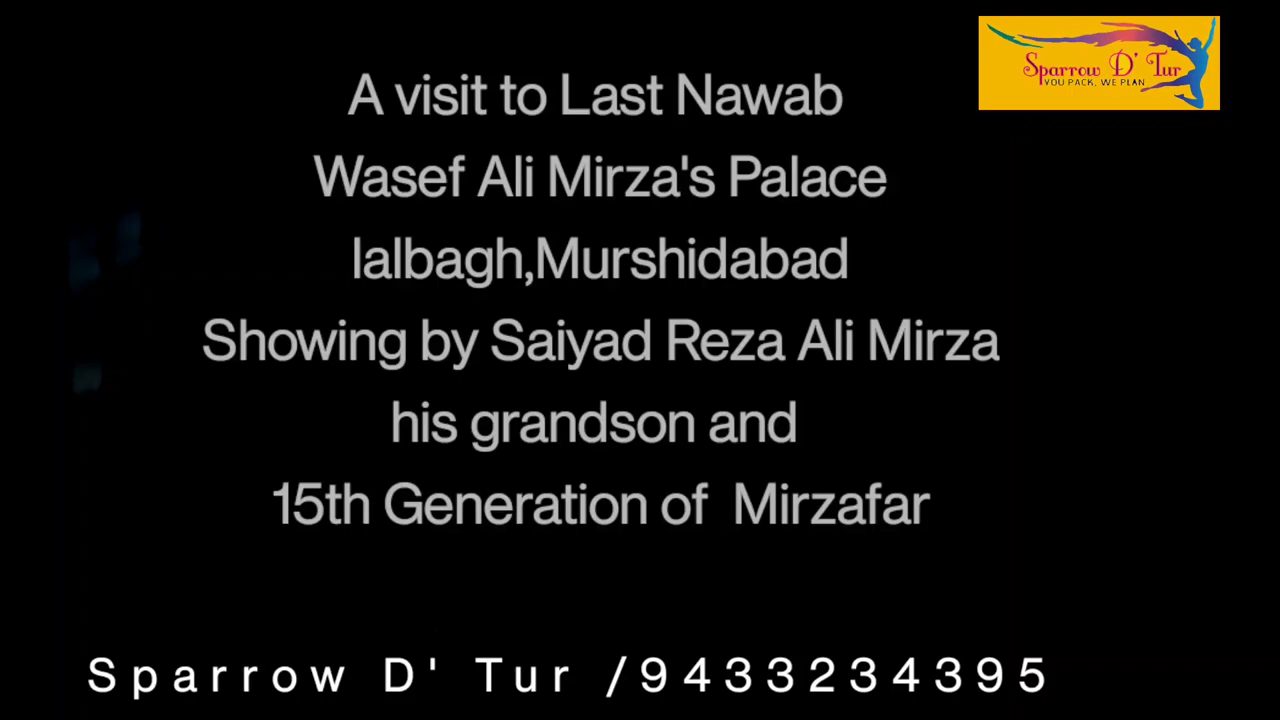 Sparrow D' Tur
YOU PACK, WE PLAN
A visit to Last Nawab
Wasef Ali Mirza's Palace
lalbagh,Murshidabad
Showing by Saiyad Reza Ali Mirza
his grandson and
15th Generation of Mirzafar
Sparrow D' Tur /9433234395